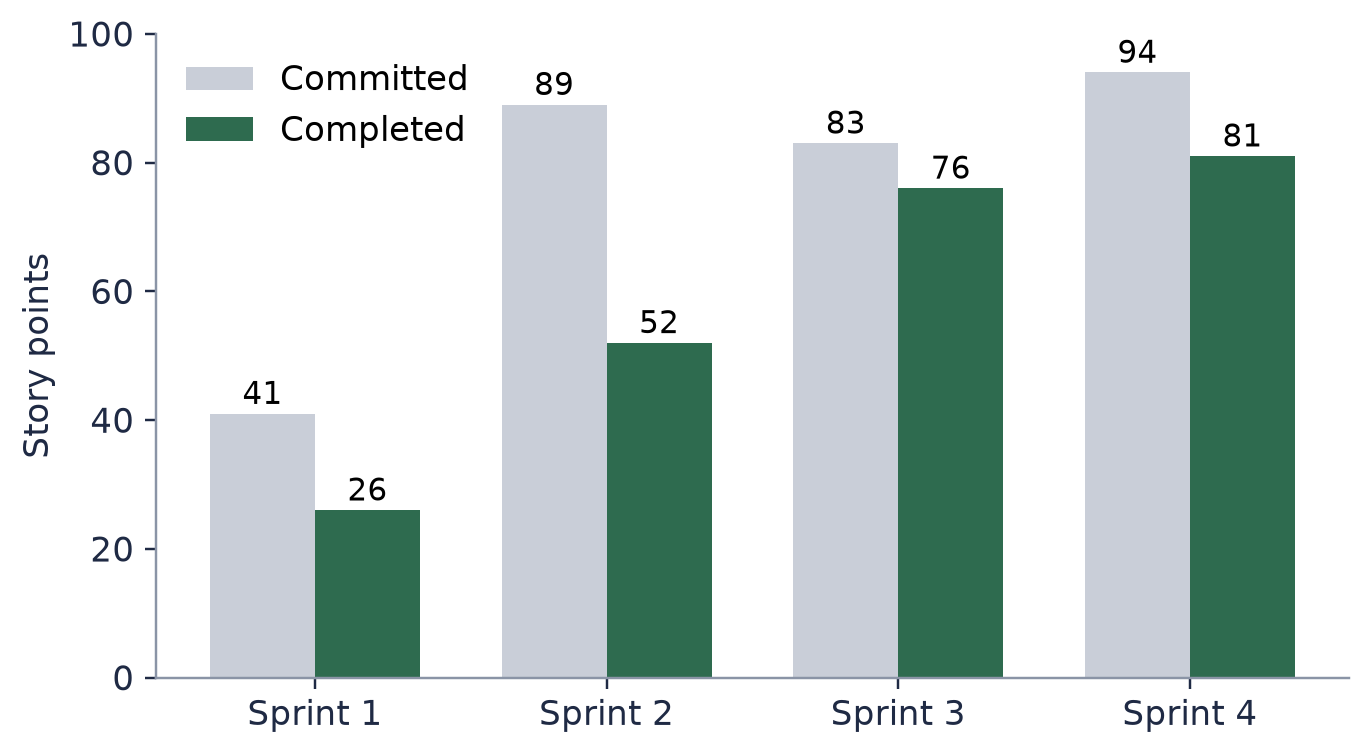 Story points
100
80
60
40
20
0
Committed
Completed
41
26
89
52
83
76
94
81
Sprint 1
Sprint 2
Sprint 3
Sprint 4